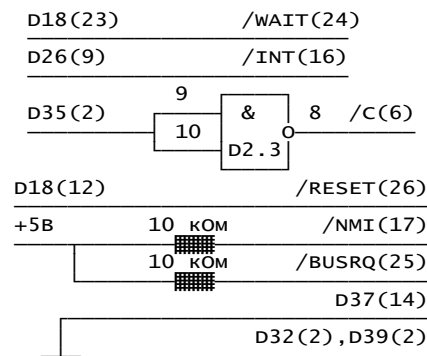 D18(23) /WAIT(24)
D26(9) /INT(16)
9
D35(2) & 8 /C(6)
10
D2.3
D18(12) /RESET(26)
+5В 10 кОм /NMI(17)
10 кОм /BUSRQ(25)
D37(14)
D32(2),D39(2)